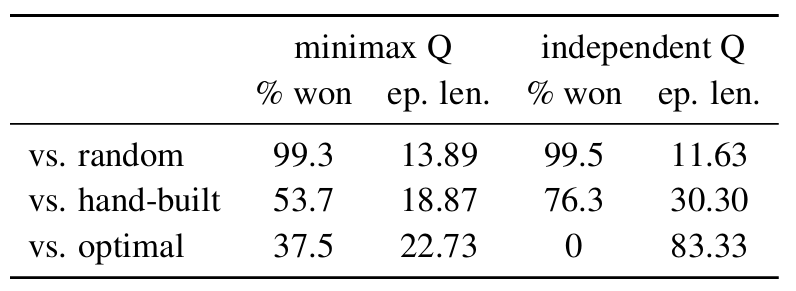 minimax Q independent Q
% won ep. len. % won ep. len.
vs. random 99.3 13.89 99.5 11.63
vs. hand-built 53.7 18.87 76.3 30.30
vs. optimal 37.5 22.73 0 83.33